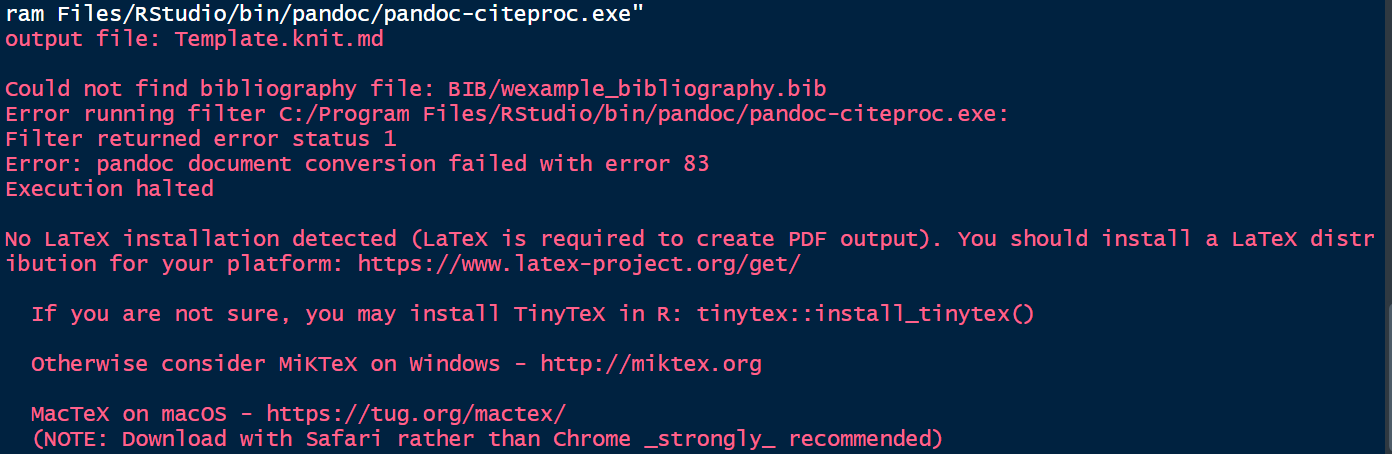 ram Files/RStudio/bin/pandoc/pandoc-citeproc.exe"
output file: Template.knit.md
Could not find bibliography file: BIB/wexample_bibliography.bib
Error running filter C:/Program Files/RStudio/bin/pandoc/pandoc-citeproc.exe:
Filter returned error status 1
Error: pandoc document conversion failed with error 83
Execution halted
No LaTeX installation detected (LaTeX is required to create PDF output). You should install a LaTeX distr
ibution for your platform: https://www.latex-project.org/get/
If you are not sure, you may install TinyTeX in R: tinytex::install_tinytex()
Otherwise consider MiKTeX on Windows - http://miktex.org
MacTeX on macOS - https://tug.org/mactex/
(NOTE: Download with Safari rather than Chrome _strongly_ recommended)